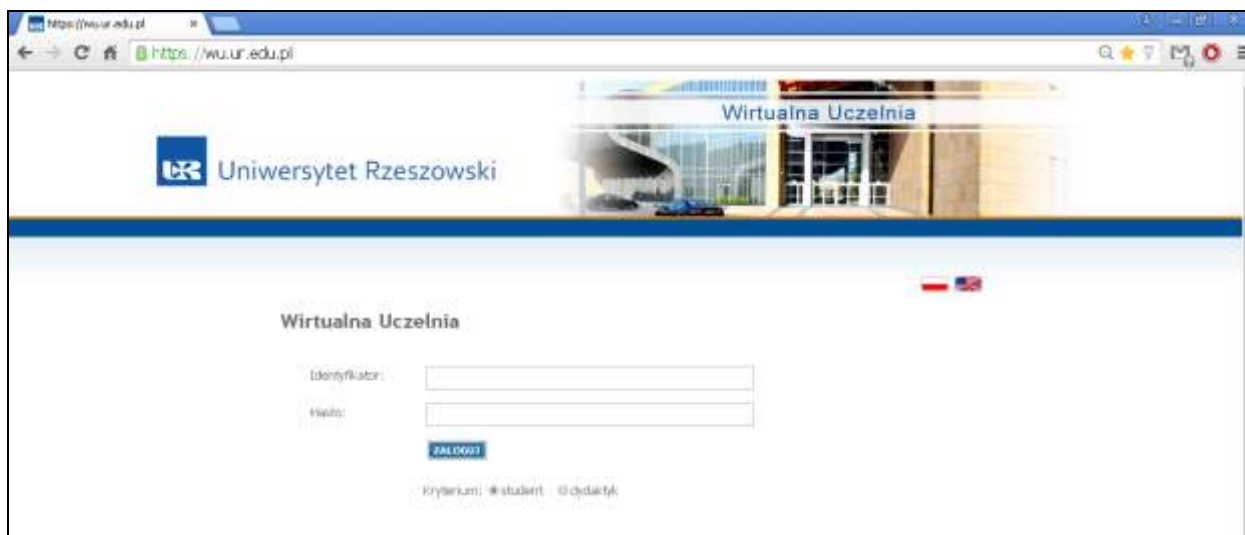 https://wu.ur.edu.pl
https://wu.ur.edu.pl
Wirtualna Uczelnia
UR Uniwersytet Rzeszowski
Wirtualna Uczelnia
Identyfikator:
Hasło:
ZALOGUJ
Kryterium: student dydaktyk